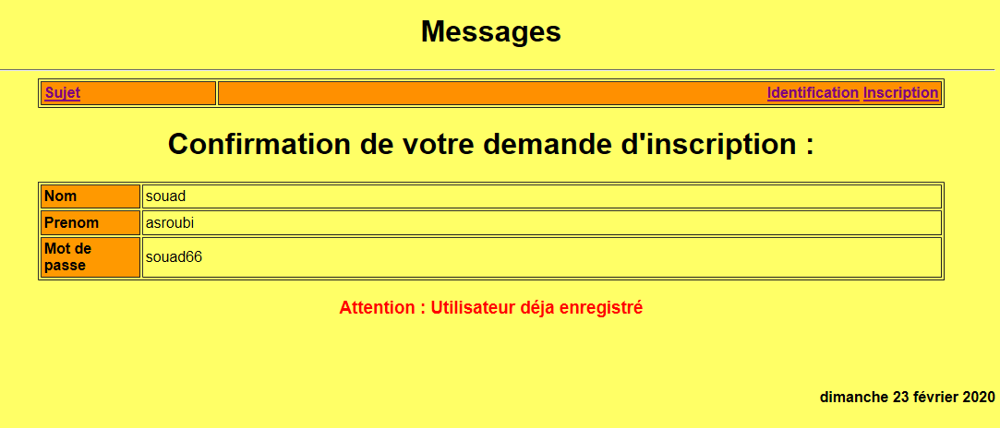 Messages
Sujet Identification Inscription
Confirmation de votre demande d'inscription :
Nom souad
Prenom asroubi
Mot de
passe souad66
Attention : Utilisateur déja enregistré
dimanche 23 février 2020